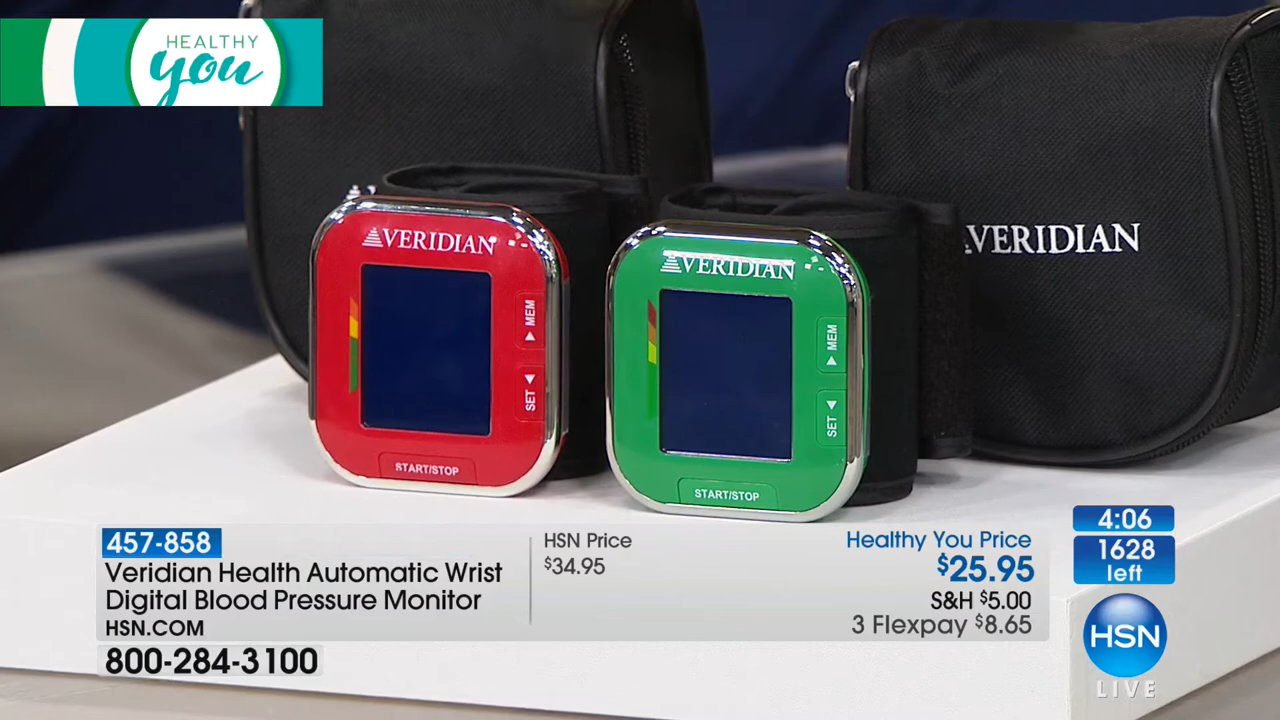 HEALTHY
you
VERIDIAN
MEM
SET
START/STOP
VERIDIAN
MEM
SET
START/STOP
VERIDIAN
457-858
Veridian Health Automatic Wrist
Digital Blood Pressure Monitor
HSN.COM
800-284-3100
HSN Price
$34.95
Healthy You Price
$25.95
S&H $5.00
3 Flexpay $8.65
4:06
1628
left
HSN
LIVE